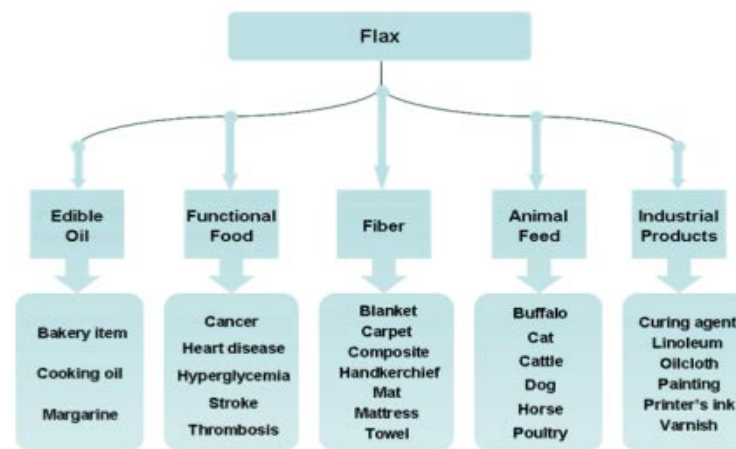 Flax
Edible
Oil
Functional
Food
Fiber
Animal
Feed
Industrial
Products
Bakery item
Cooking oil
Margarine
Cancer
Heart disease
Hyperglycemia
Stroke
Thrombosis
Blanket
Carpet
Composite
Handkerchief
Mat
Mattress
Towel
Buffalo
Cat
Cattle
Dog
Horse
Poultry
Curing agent
Linoleum
Oilcloth
Painting
Printer's ink
Varnish